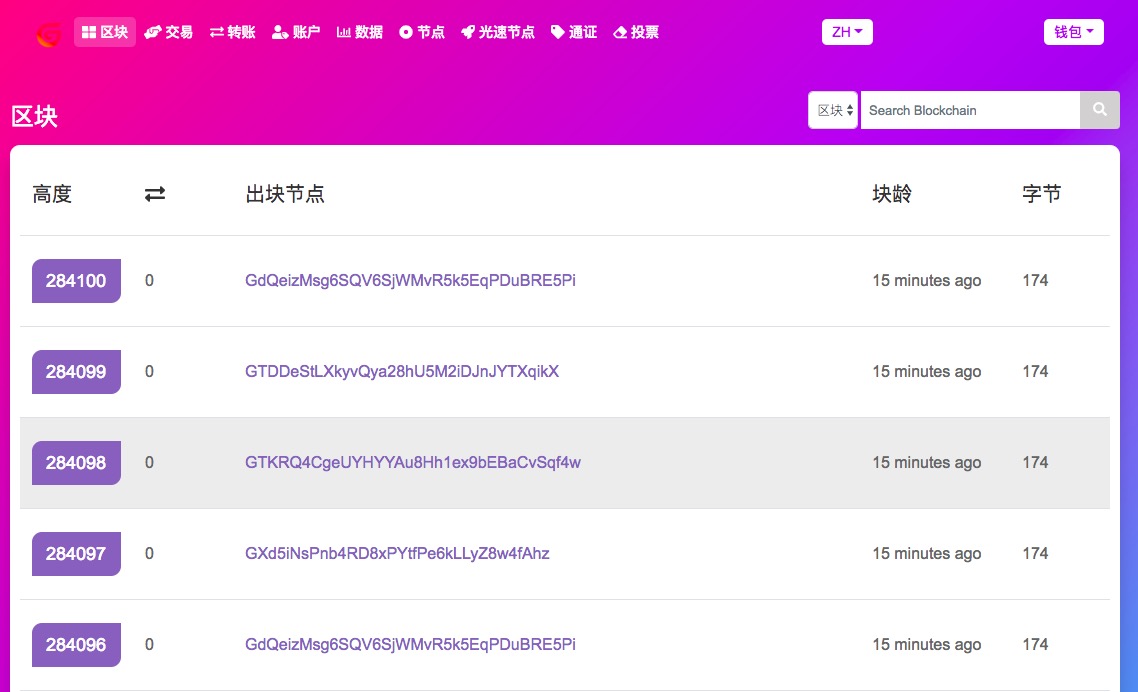 区块 交易 转账 账户 数据 节点 光速节点 通证 投票 ZH 钱包
区块 区块 Search Blockchain
高度 出块节点 块龄 字节
284100 0 GdQeizMsg6SQV6SjWMvR5k5EqPDuBRE5Pi 15 minutes ago 174
284099 0 GTDDeStLXkyvQya28hU5M2iDJnJYTXqikX 15 minutes ago 174
284098 0 GTKRQ4CgeUYHYYAu8Hh1ex9bEBaCvSqf4w 15 minutes ago 174
284097 0 GXd5iNsPnb4RD8xPYtfPe6kLLyZ8w4fAhz 15 minutes ago 174
284096 0 GdQeizMsg6SQV6SjWMvR5k5EqPDuBRE5Pi 15 minutes ago 174